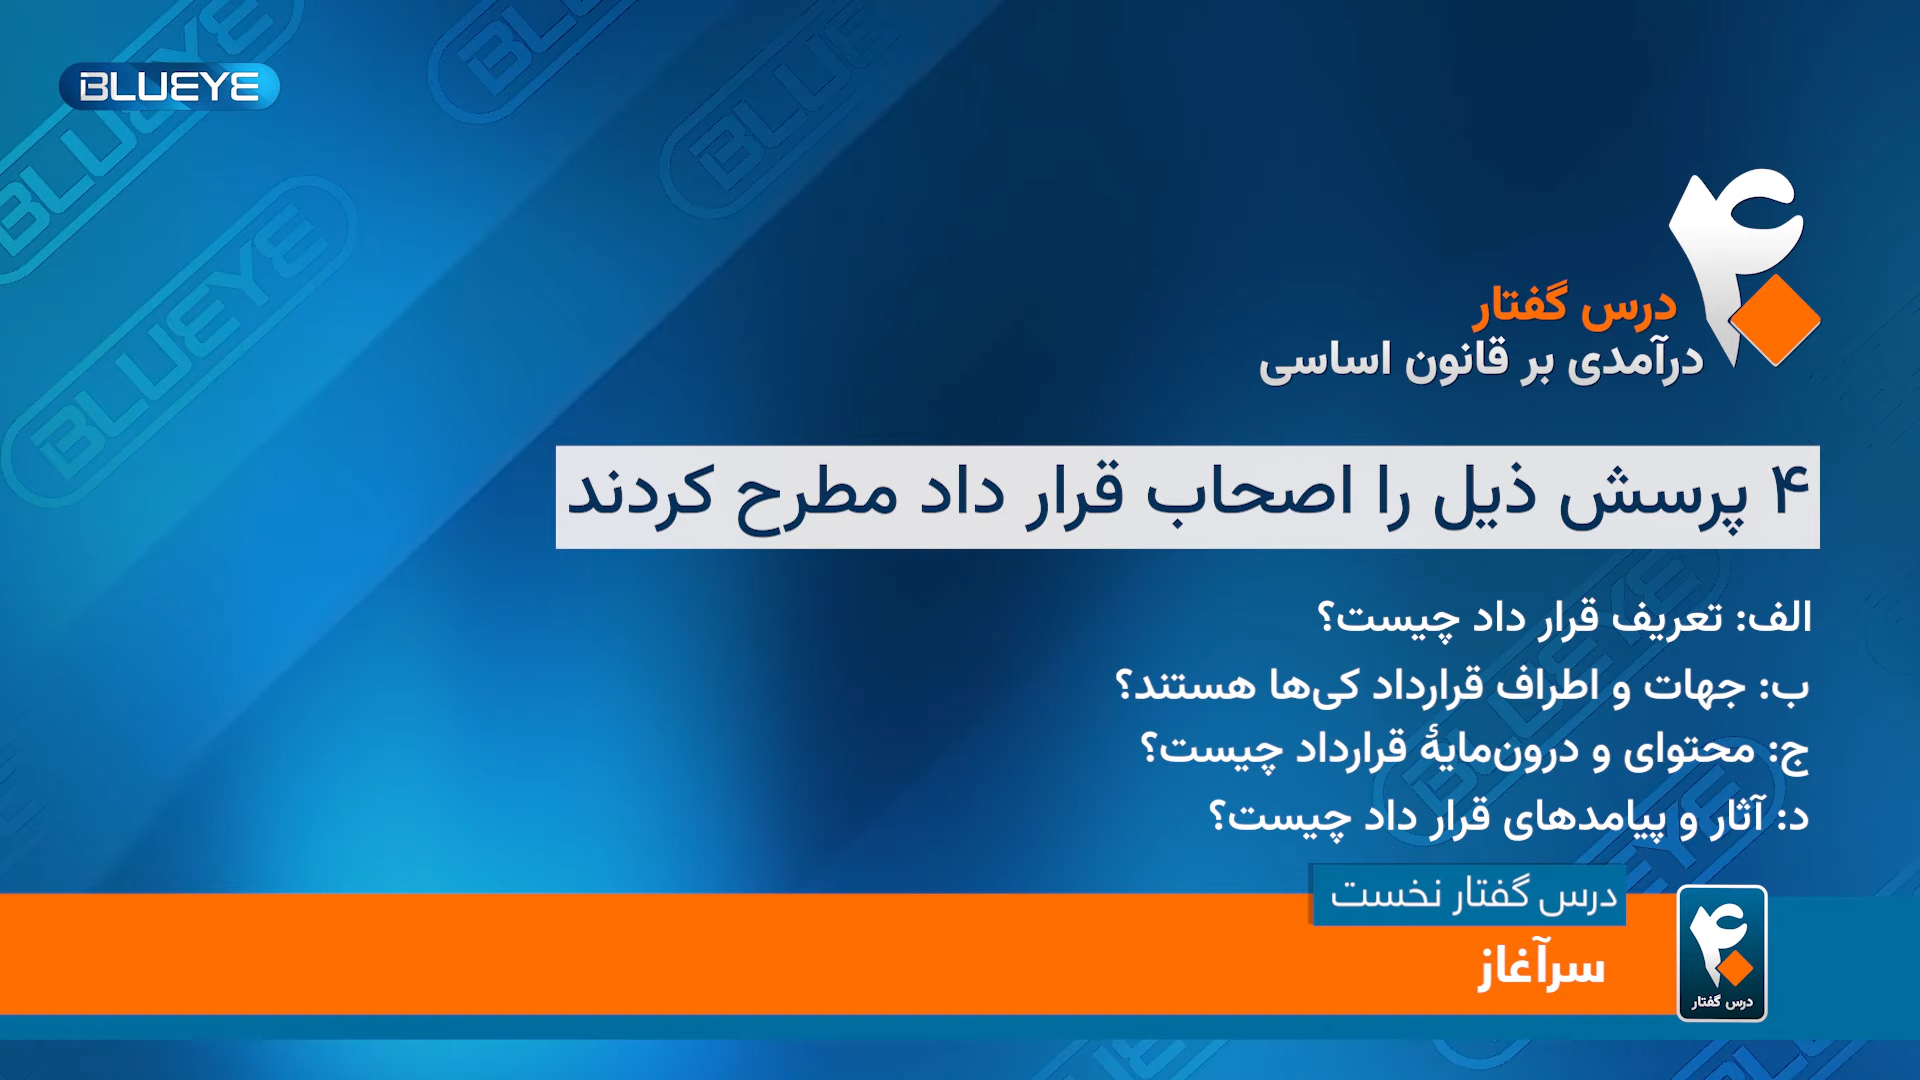 BLUEYE
۴۰
درس گفتار
درآمدی بر قانون اساسی
۴ پرسش ذیل را اصحاب قرار داد مطرح کردند
الف: تعریف قرار داد چیست؟
ب: جهات و اطراف قرارداد کی‌ها هستند؟
ج: محتوای و درون‌مایهٔ قرارداد چیست؟
د: آثار و پیامدهای قرار داد چیست؟
درس گفتار نخست
سرآغاز
۴۰
درس گفتار